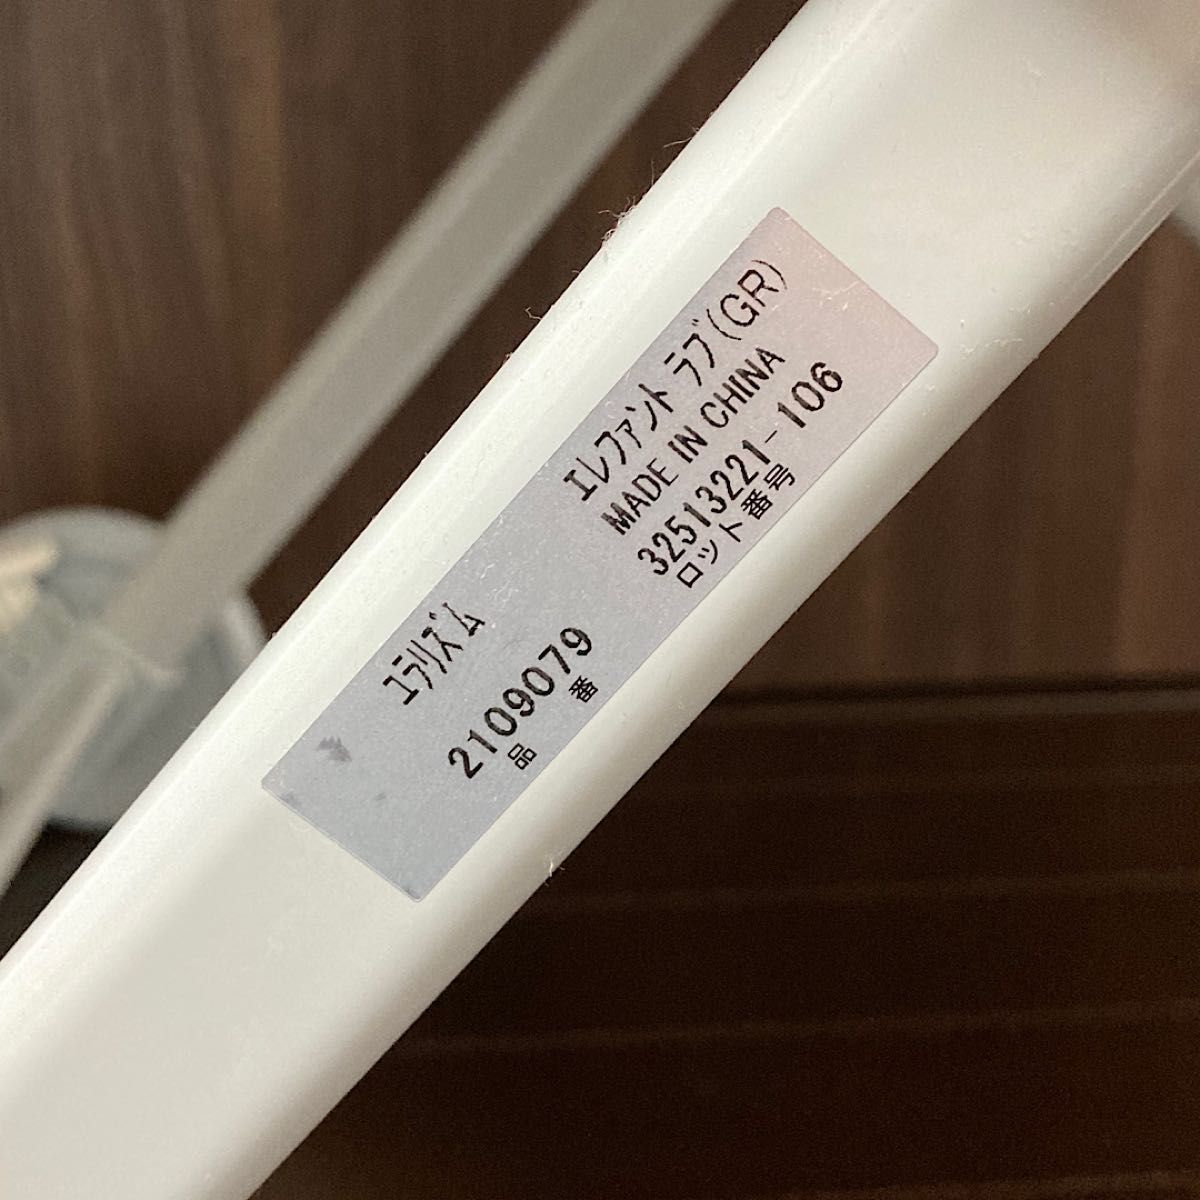 ユラリズム エレファント ラブ(GR)
MADE IN CHINA
2109079 32513221-106
品 番 ロット番号